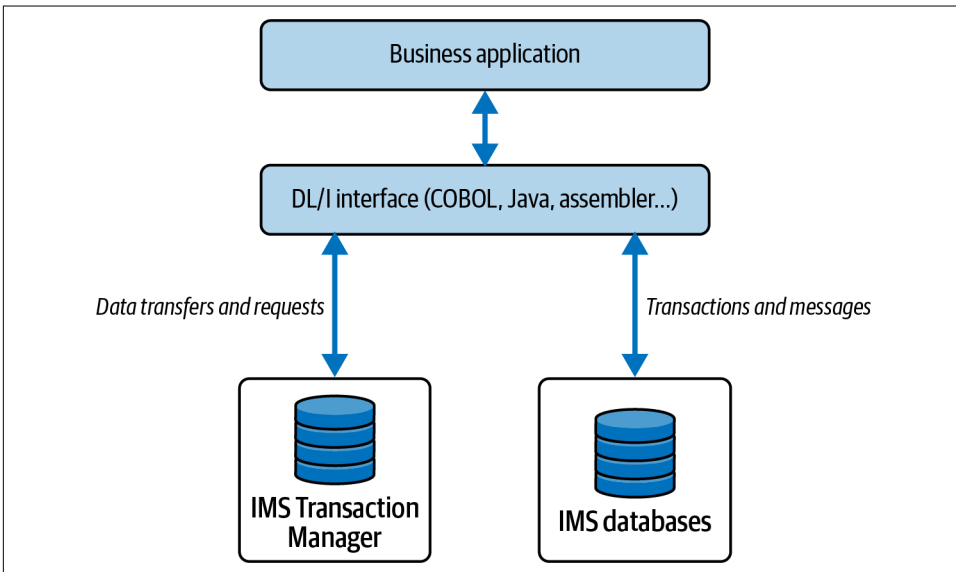 Business application
DL/I interface (COBOL, Java, assembler...)
Data transfers and requests
Transactions and messages
IMS Transaction
Manager
IMS databases